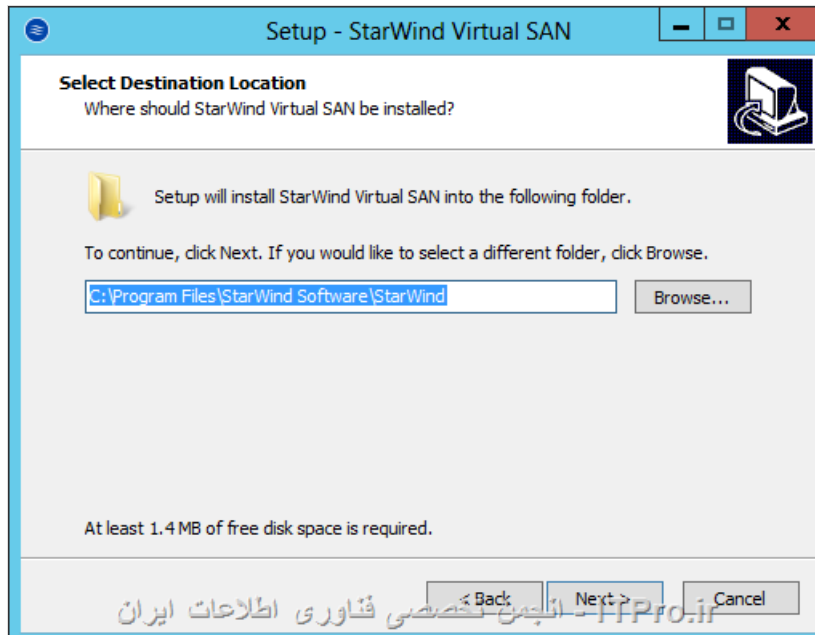 Setup - StarWind Virtual SAN
Select Destination Location
Where should StarWind Virtual SAN be installed?
Setup will install StarWind Virtual SAN into the following folder.
To continue, click Next. If you would like to select a different folder, click Browse.
C:\Program Files\StarWind Software\StarWind
Browse...
At least 1.4 MB of free disk space is required.
< Back
Next >
Cancel
ITPro.ir - انجمن تخصصی فناوری اطلاعات ایران